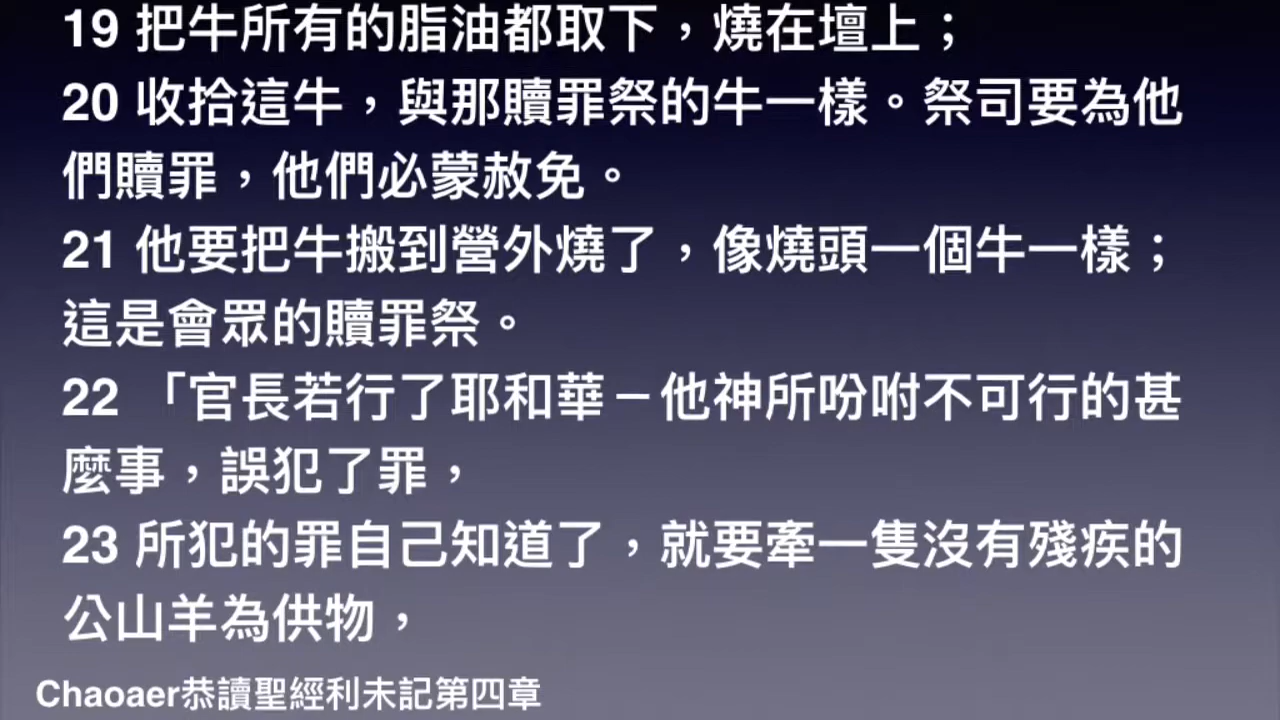 19 把牛所有的脂油都取下，燒在壇上；
20 收拾這牛，與那贖罪祭的牛一樣。祭司要為他
們贖罪，他們必蒙赦免。
21 他要把牛搬到營外燒了，像燒頭一個牛一樣；
這是會眾的贖罪祭。
22 「官長若行了耶和華－他神所吩咐不可行的甚
麼事，誤犯了罪，
23 所犯的罪自己知道了，就要牽一隻沒有殘疾的
公山羊為供物，
Chaoaer恭讀聖經利未記第四章